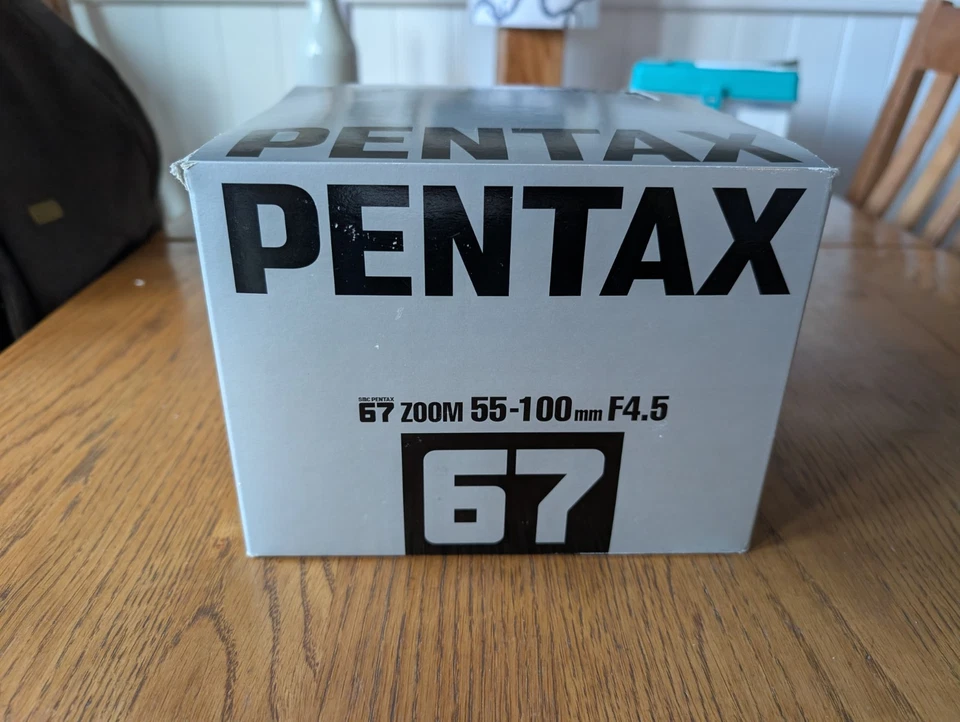 PENTAX
PENTAX
SMC PENTAX
67 ZOOM 55-100mm F4.5
67